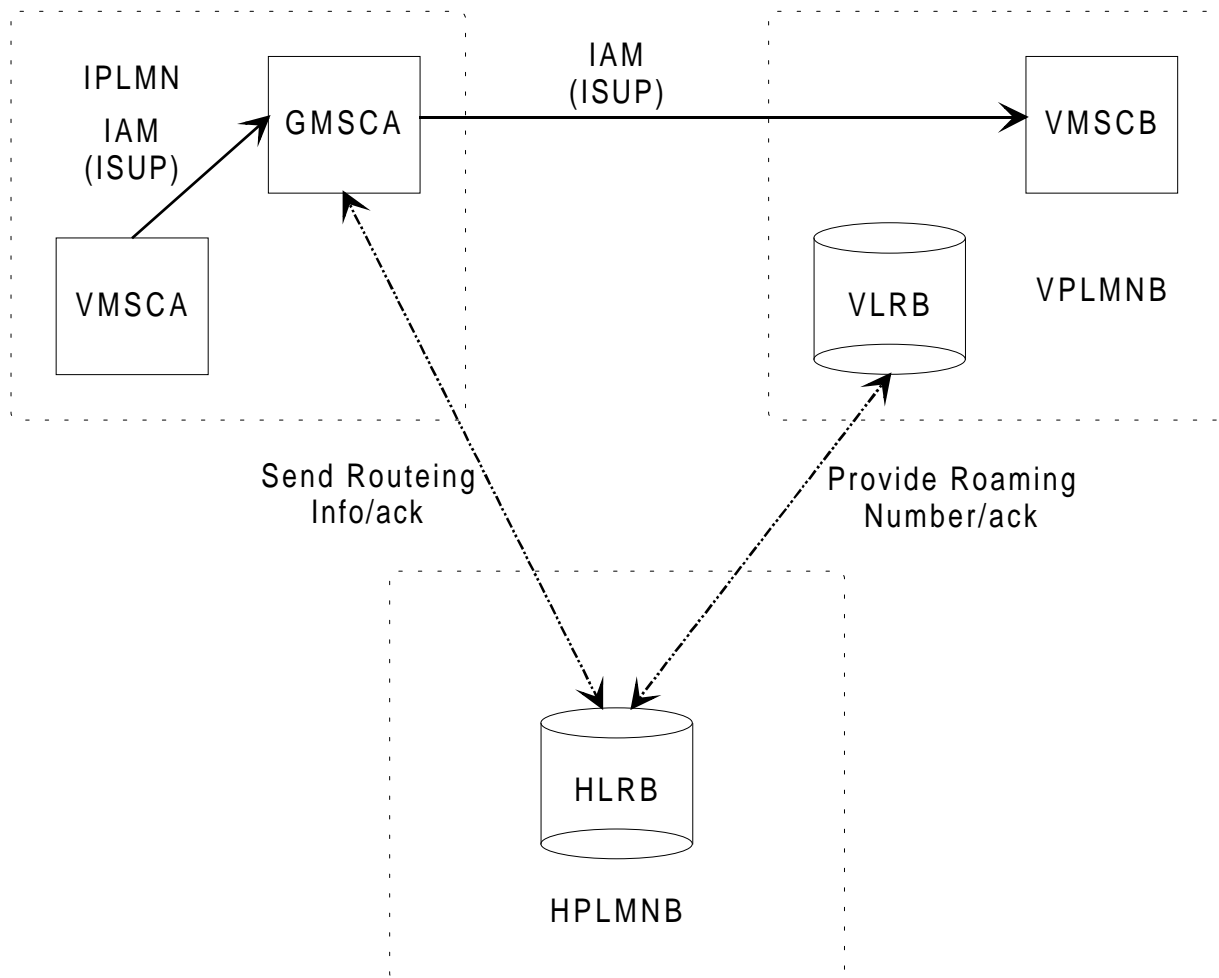 IPLMN
IAM
(ISUP)
GMSCA
VMSCA
IAM
(ISUP)
VMSCB
VLRB
VPLMNB
Send Routeing
Info/ack
Provide Roaming
Number/ack
HLRB
HPLMNB